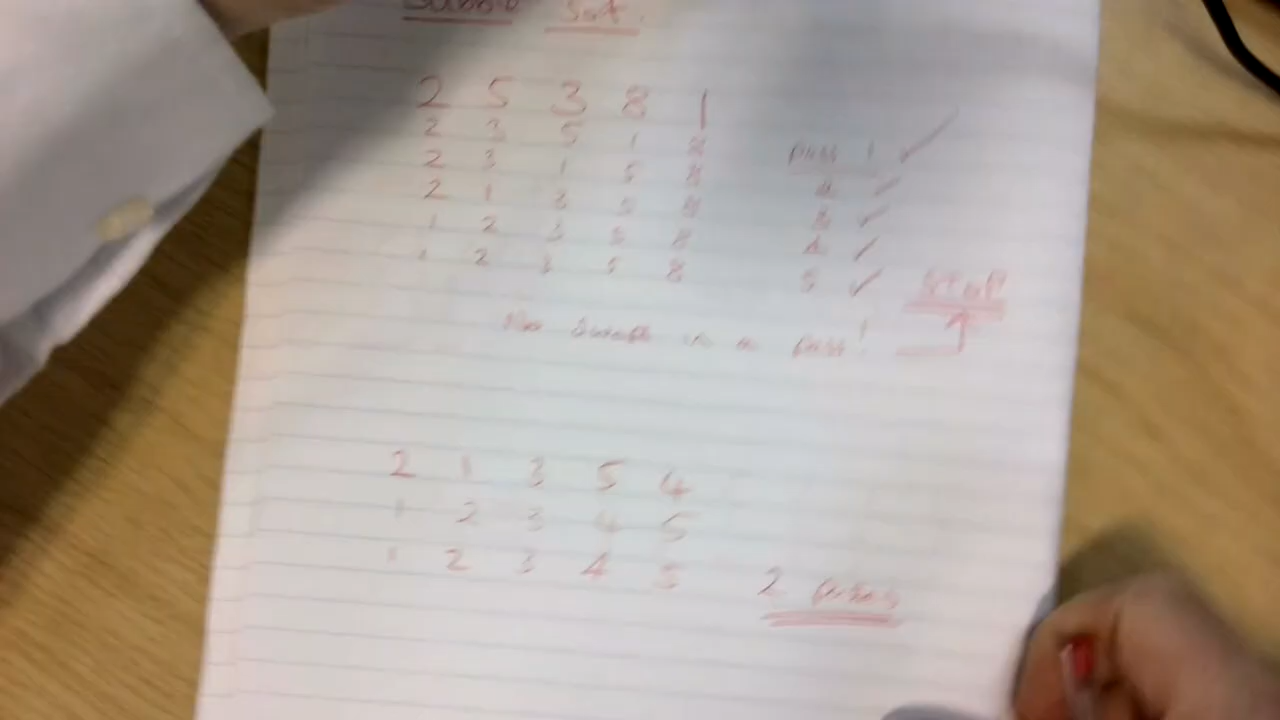 Bubble Sort.
2 5 3 8 1
2 3 5 1 8
2 3 1 5 8 pass 1 ✓
2 1 3 5 8 2 ✓
1 2 3 5 8 3 ✓
1 2 3 5 8 4 ✓
5 ✓ STOP
No swaps in a pass!
2 1 3 5 4
1 2 3 4 5
1 2 3 4 5 2 passes